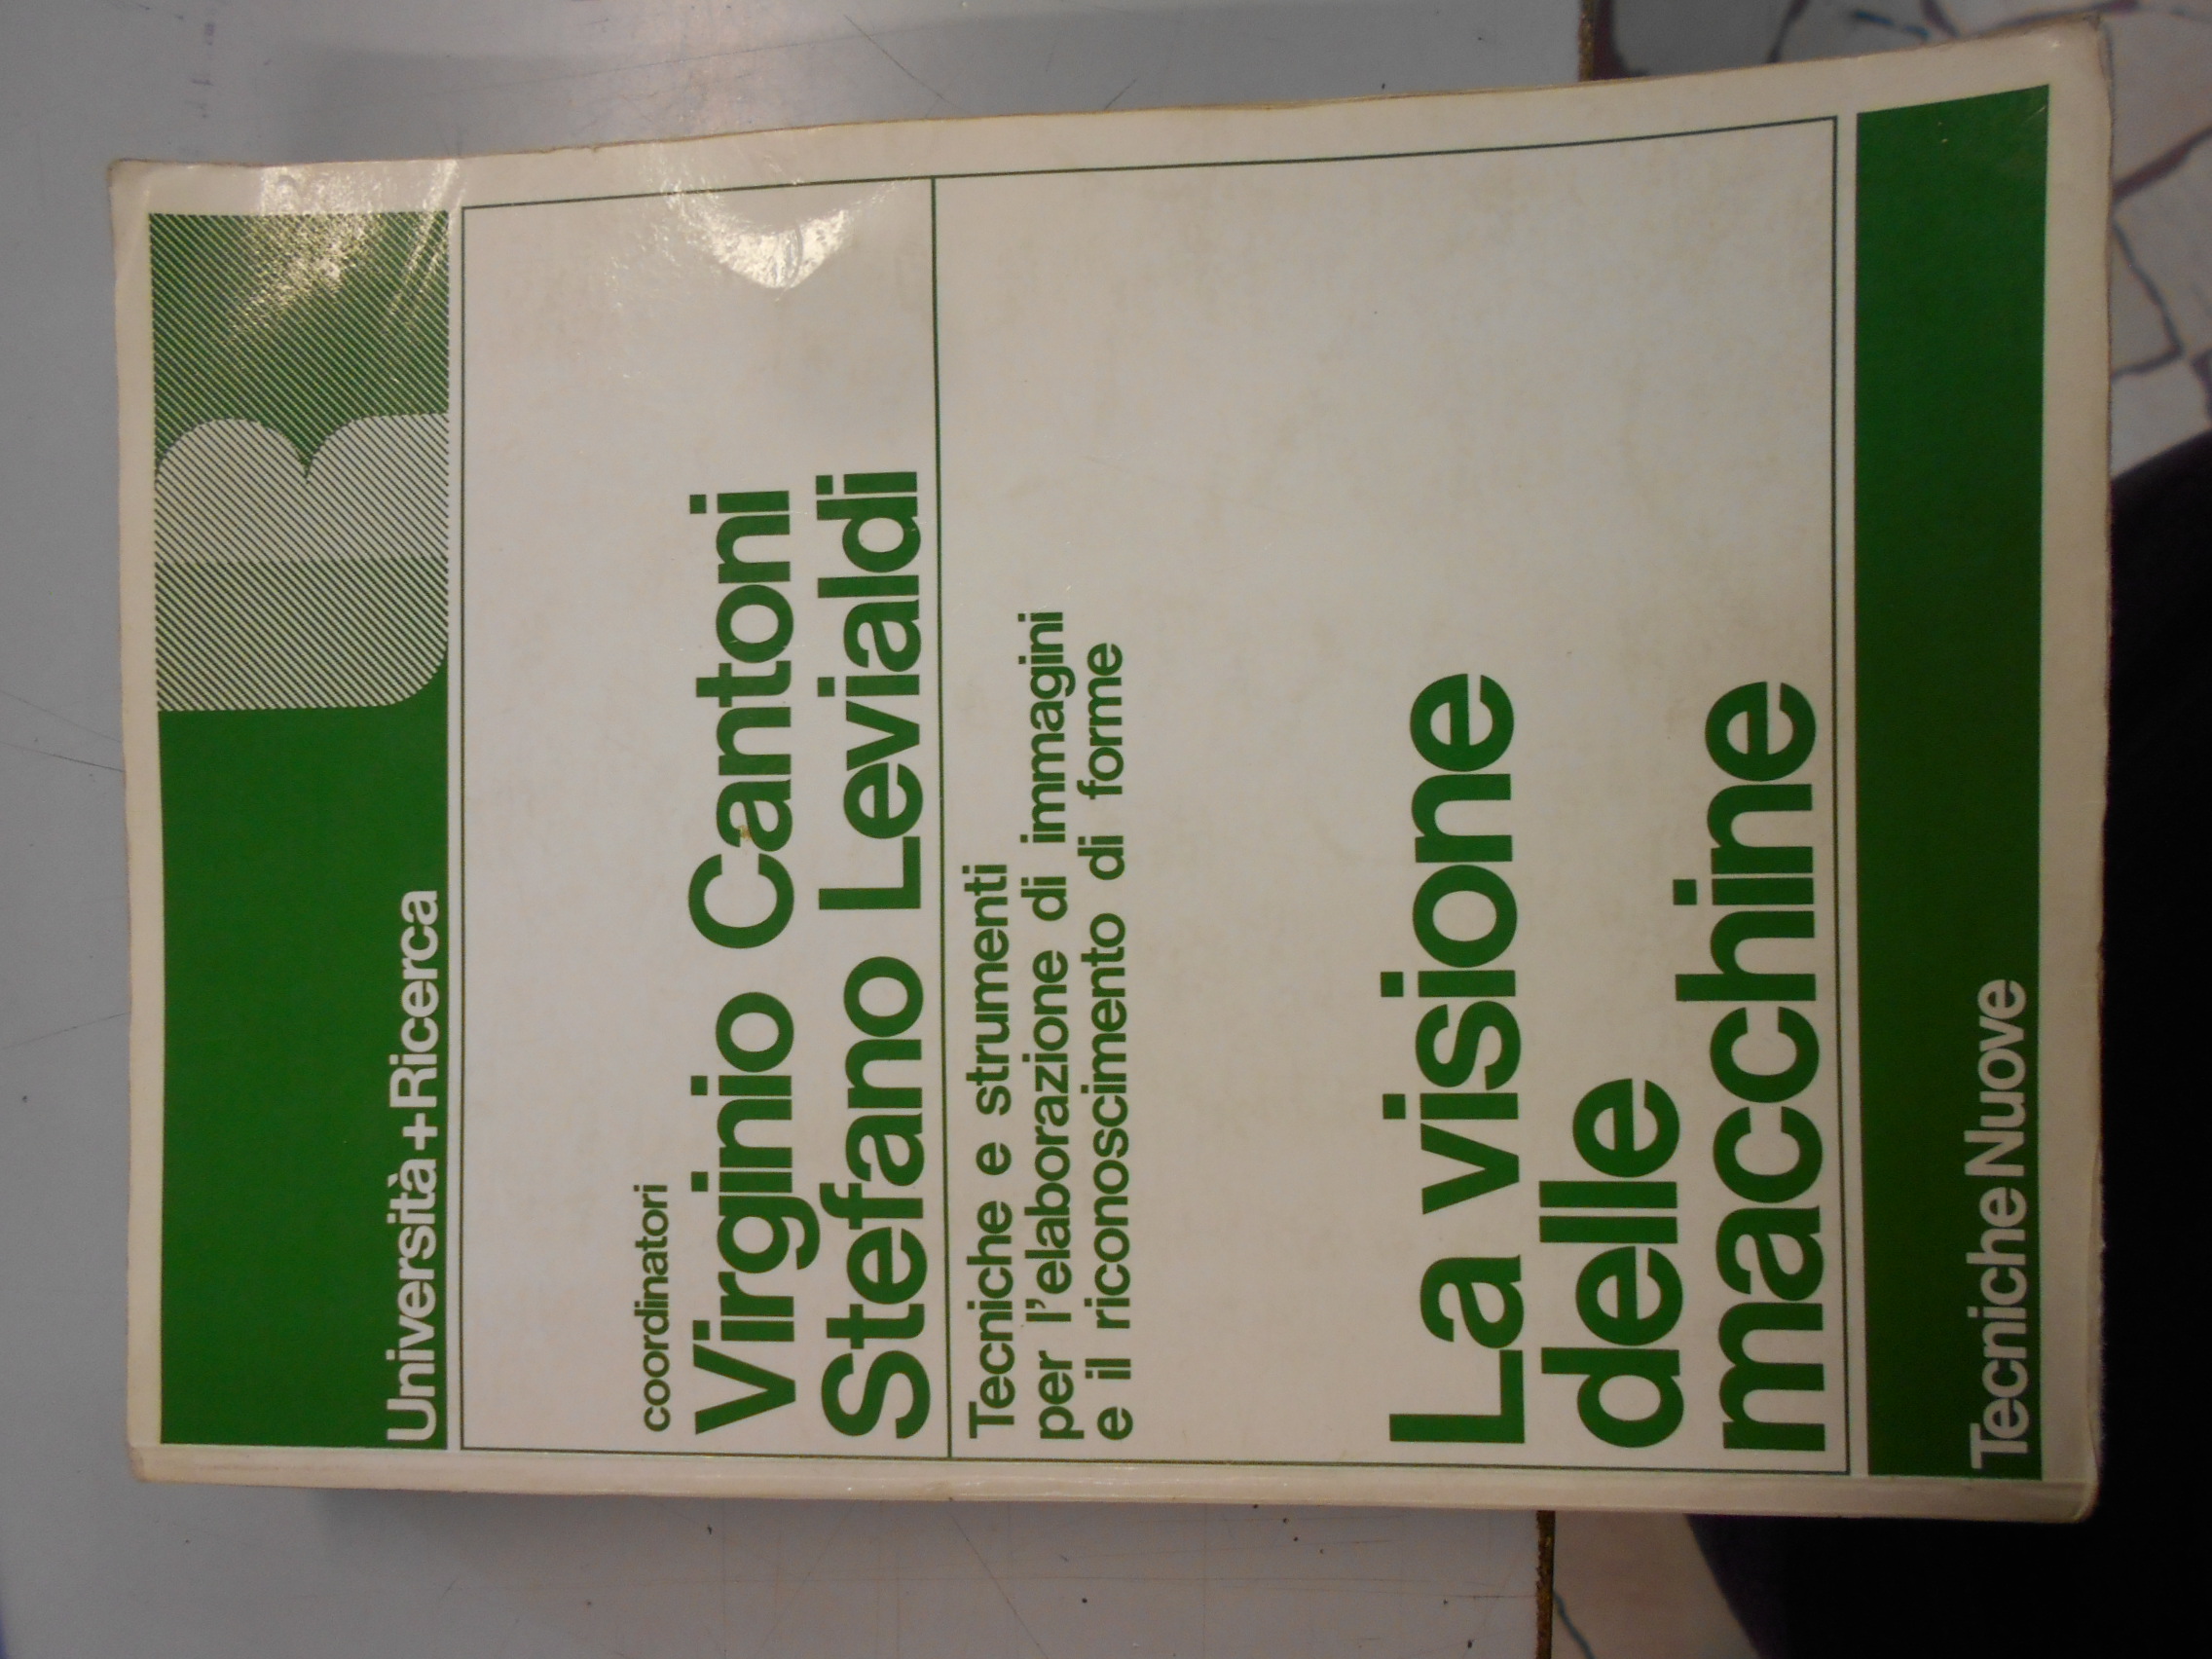 Università+Ricerca
coordinatori
Virginio Cantoni
Stefano Levialdi
Tecniche e strumenti
per l'elaborazione di immagini
e il riconoscimento di forme
La visione
delle
macchine
Tecniche Nuove